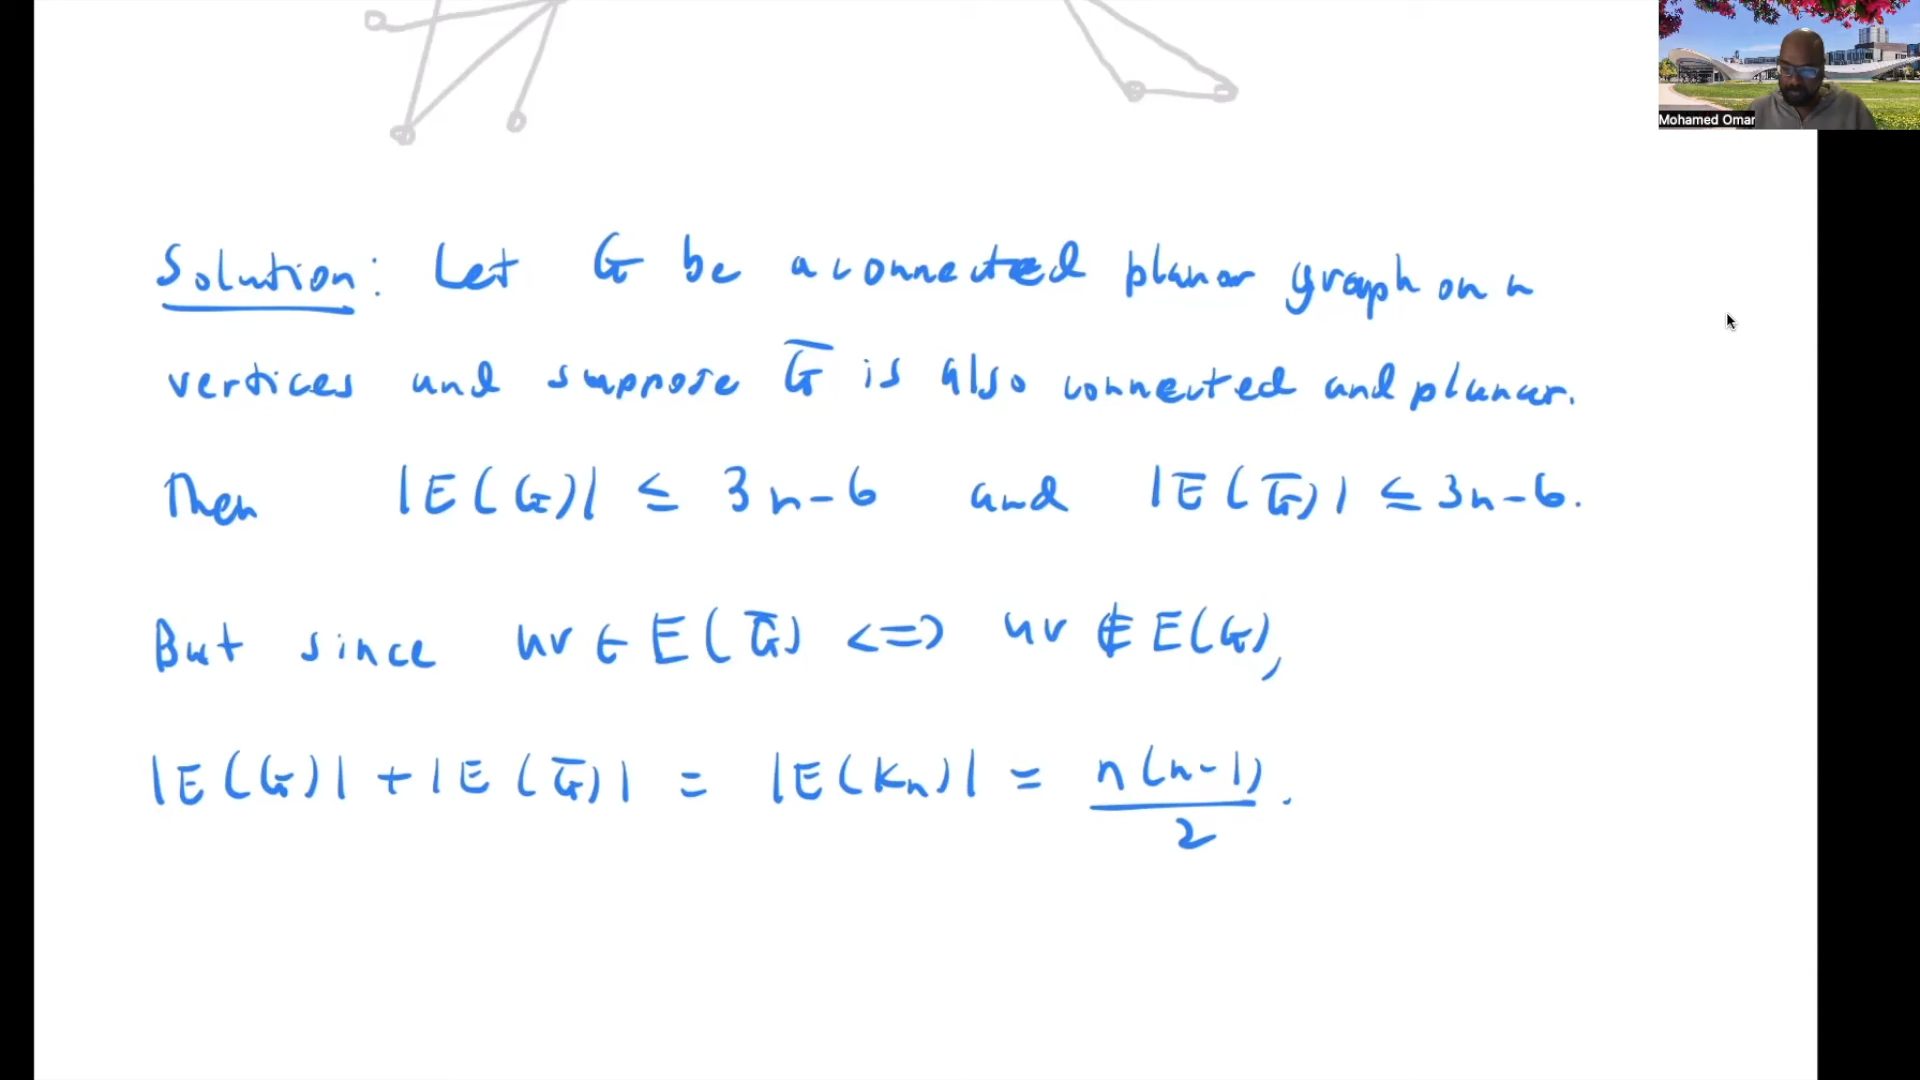 Mohamed Omar
Solution: Let G be a connected planar graph on n
vertices and suppose G̅ is also connected and planar.
Then |E(G)| ≤ 3n-6 and |E(G̅)| ≤ 3n-6.
But since uv ∈ E(G̅) <=> uv ∉ E(G),
|E(G)| + |E(G̅)| = |E(Kn)| = n(n-1)/2.